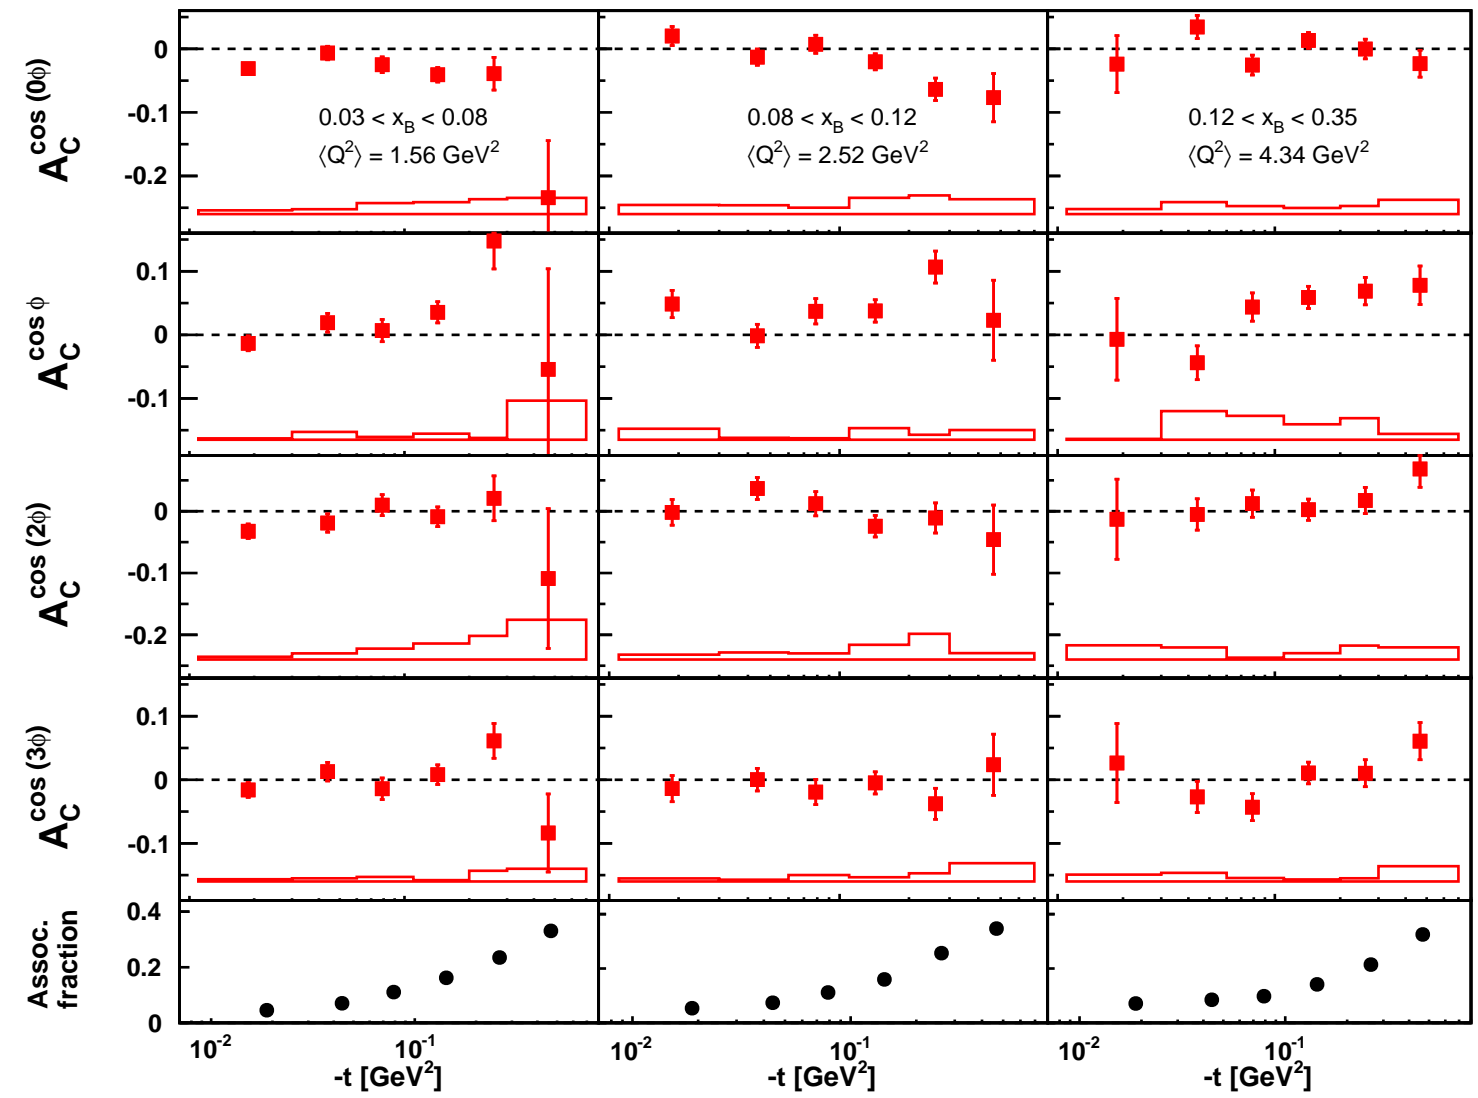 A_C^cos (0ϕ)
0
-0.1
-0.2
0.03 < x_B < 0.08
⟨Q²⟩ = 1.56 GeV²
0.08 < x_B < 0.12
⟨Q²⟩ = 2.52 GeV²
0.12 < x_B < 0.35
⟨Q²⟩ = 4.34 GeV²
A_C^cos ϕ
0.1
0
-0.1
A_C^cos (2ϕ)
0
-0.1
-0.2
A_C^cos (3ϕ)
0.1
0
-0.1
Assoc.
fraction
0.4
0.2
0
10⁻² 10⁻¹
10⁻² 10⁻¹
10⁻² 10⁻¹
-t [GeV²]
-t [GeV²]
-t [GeV²]